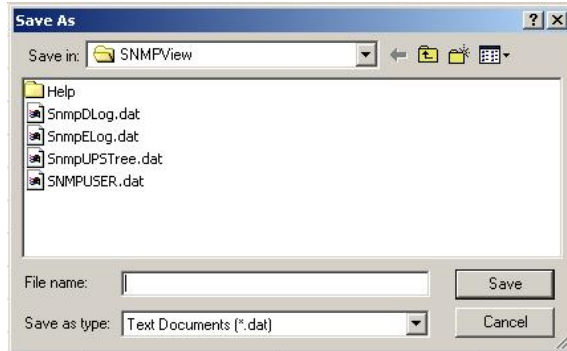 Save As
Save in: SNMPView
Help
SnmpDLog.dat
SnmpELog.dat
SnmpUPSTree.dat
SNMPUSER.dat
File name:
Save
Save as type: Text Documents (*.dat)
Cancel